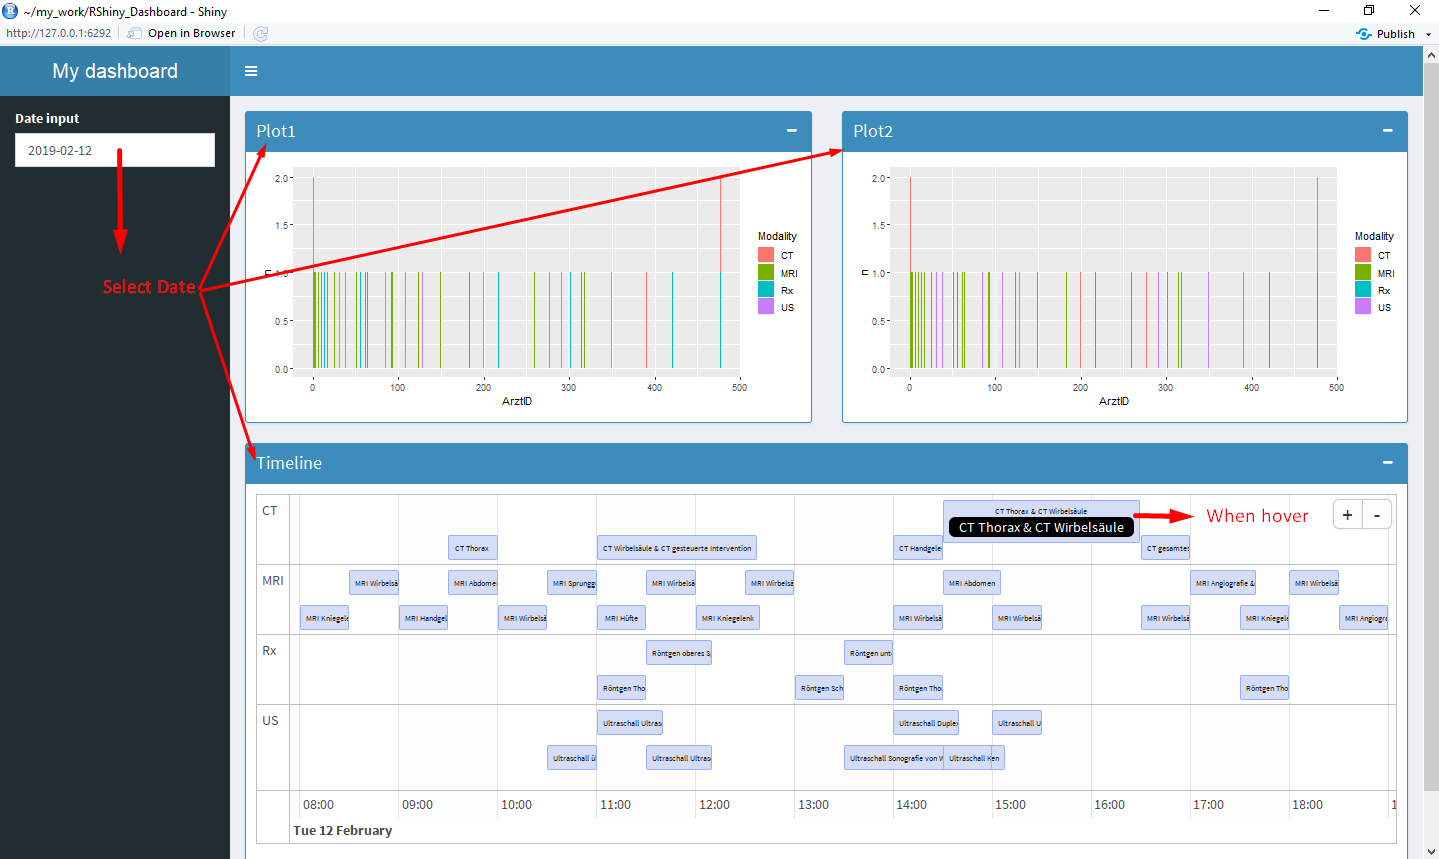 ~/my_work/RShiny_Dashboard - Shiny
http://127.0.0.1:6292 Open in Browser Publish
My dashboard
Date input
2019-02-12
Select Date
Plot1
2.0
1.5
1.0
0.5
0.0
n
0 100 200 300 400 500
ArztID
Modality
CT
MRI
Rx
US
Plot2
2.0
1.5
1.0
0.5
0.0
n
0 100 200 300 400 500
ArztID
Modality
CT
MRI
Rx
US
Timeline
CT
CT Thorax & CT Wirbelsäule
CT Thorax & CT Wirbelsäule
When hover
+ -
CT Thorax CT Wirbelsäule & CT gesteuerte Intervention CT Handgele CT gesamtes
MRI
MRI Wirbelsä MRI Abdome MRI Sprungg MRI Wirbelsä MRI Wirbelsä MRI Abdomen MRI Angiografie & MRI Wirbelsä
MRI Kniegele MRI Handgel MRI Wirbelsä MRI Hüfte MRI Kniegelenk MRI Wirbelsä MRI Wirbelsä MRI Wirbelsä MRI Kniegele MRI Angiogra
Rx
Röntgen oberes S Röntgen unt
Röntgen Tho Röntgen Sch Röntgen Tho Röntgen Tho
US
Ultraschall Ultras Ultraschall Duplex Ultraschall U
Ultraschall ü Ultraschall Ultras Ultraschall Sonografie von W Ultraschall Ken
08:00 09:00 10:00 11:00 12:00 13:00 14:00 15:00 16:00 17:00 18:00 1
Tue 12 February